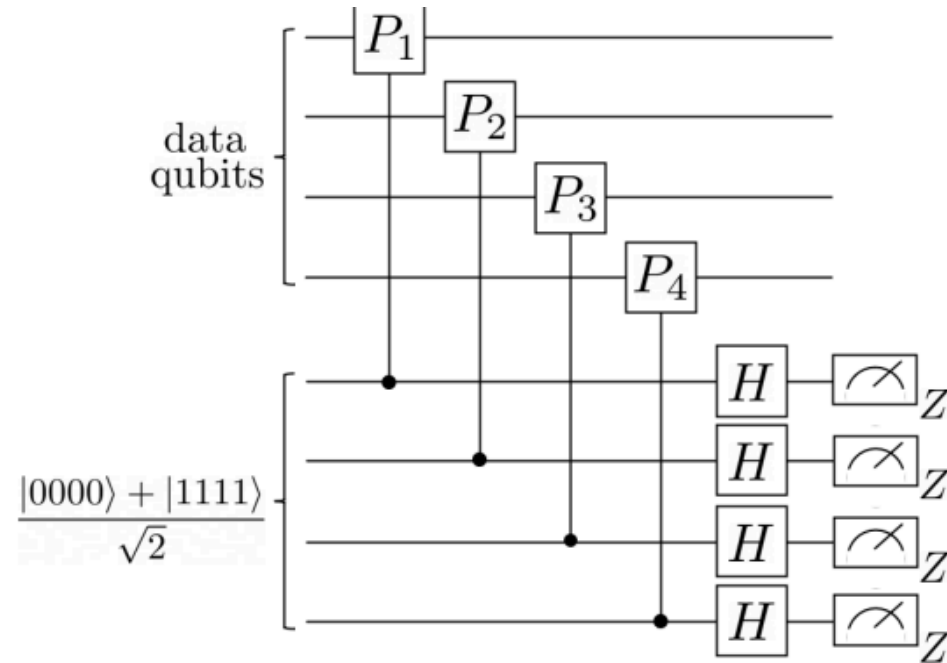 P₁
P₂
data
qubits
P₃
P₄
H
Z
H
Z
|0000⟩ + |1111⟩
√2
H
Z
H
Z